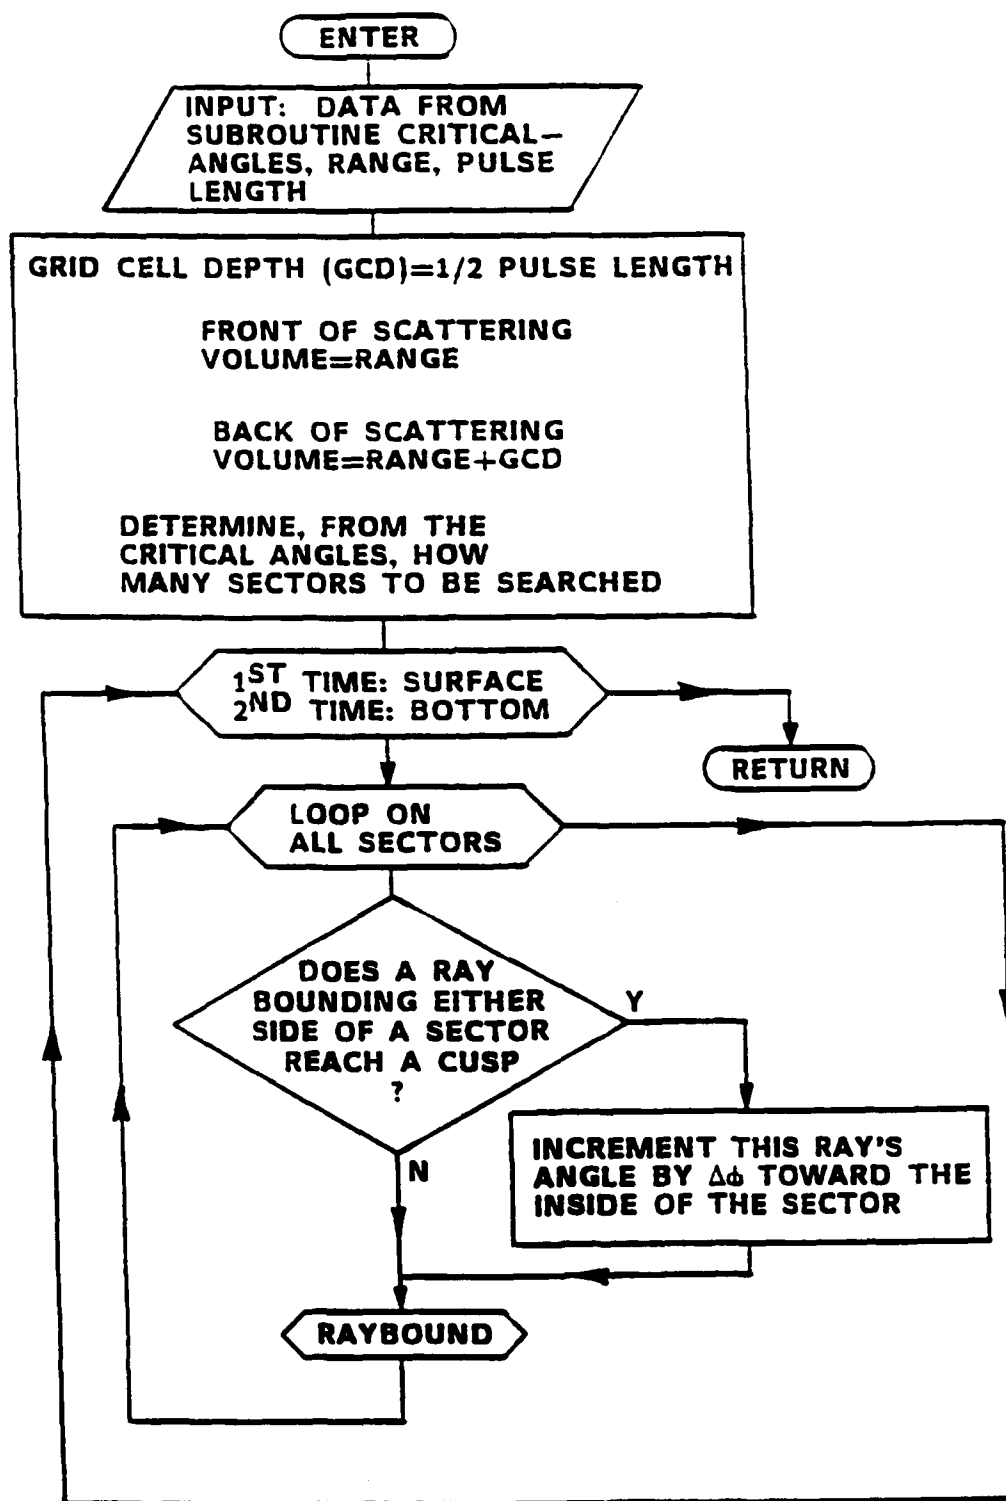 ENTER
INPUT: DATA FROM
SUBROUTINE CRITICAL—
ANGLES, RANGE, PULSE
LENGTH
GRID CELL DEPTH (GCD)=1/2 PULSE LENGTH
FRONT OF SCATTERING
VOLUME=RANGE
BACK OF SCATTERING
VOLUME=RANGE+GCD
DETERMINE, FROM THE
CRITICAL ANGLES, HOW
MANY SECTORS TO BE SEARCHED
1ST TIME: SURFACE
2ND TIME: BOTTOM
RETURN
LOOP ON
ALL SECTORS
DOES A RAY
BOUNDING EITHER
SIDE OF A SECTOR
REACH A CUSP
?
Y
N
INCREMENT THIS RAY'S
ANGLE BY Δϕ TOWARD THE
INSIDE OF THE SECTOR
RAYBOUND